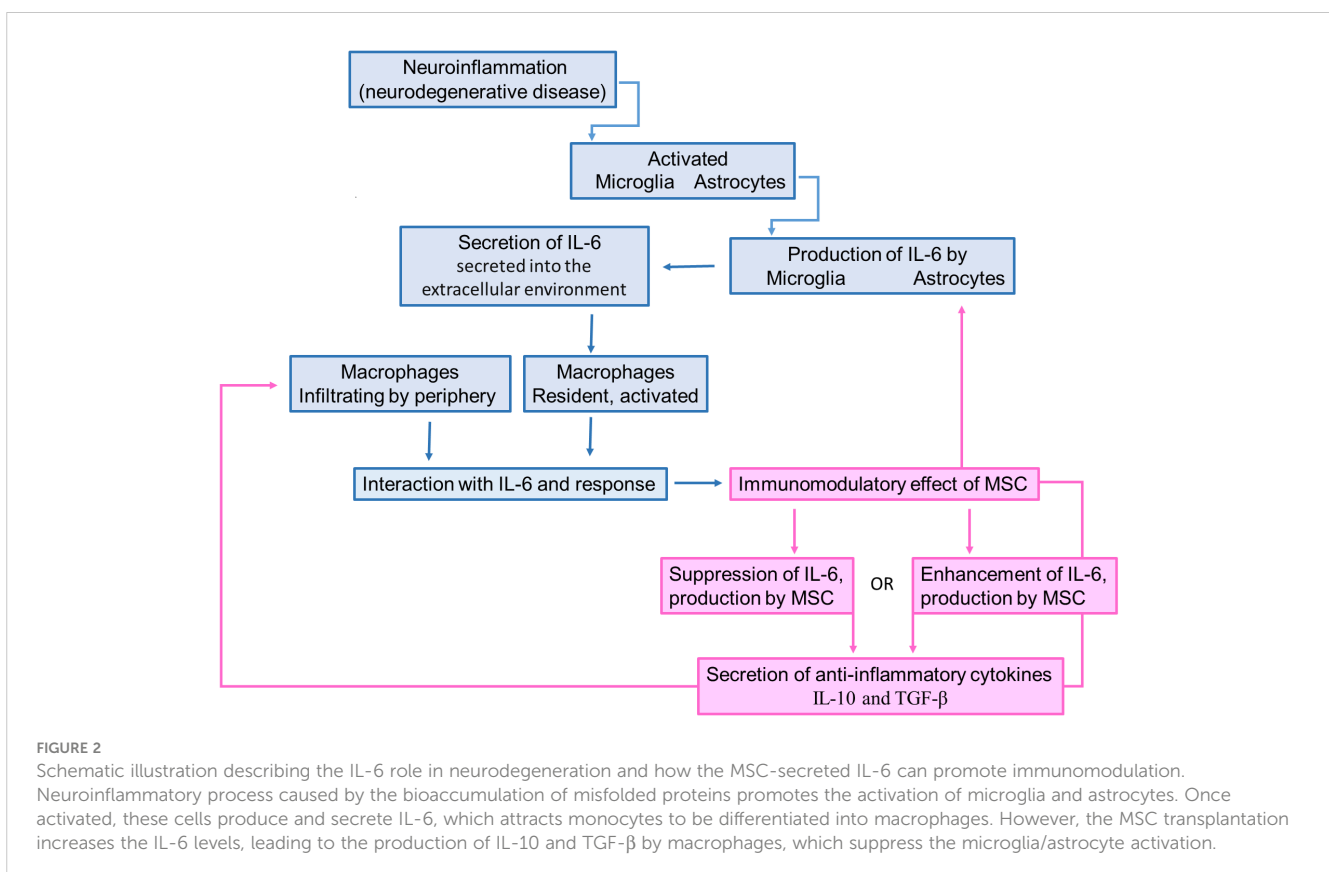 Neuroinflammation
(neurodegenerative disease)
Activated
Microglia Astrocytes
Secretion of IL-6
secreted into the
extracellular environment
Production of IL-6 by
Microglia Astrocytes
Macrophages
Infiltrating by periphery
Macrophages
Resident, activated
Interaction with IL-6 and response
Immunomodulatory effect of MSC
Suppression of IL-6,
production by MSC
OR
Enhancement of IL-6,
production by MSC
Secretion of anti-inflammatory cytokines
IL-10 and TGF-β
FIGURE 2
Schematic illustration describing the IL-6 role in neurodegeneration and how the MSC-secreted IL-6 can promote immunomodulation.
Neuroinflammatory process caused by the bioaccumulation of misfolded proteins promotes the activation of microglia and astrocytes. Once
activated, these cells produce and secrete IL-6, which attracts monocytes to be differentiated into macrophages. However, the MSC transplantation
increases the IL-6 levels, leading to the production of IL-10 and TGF-β by macrophages, which suppress the microglia/astrocyte activation.